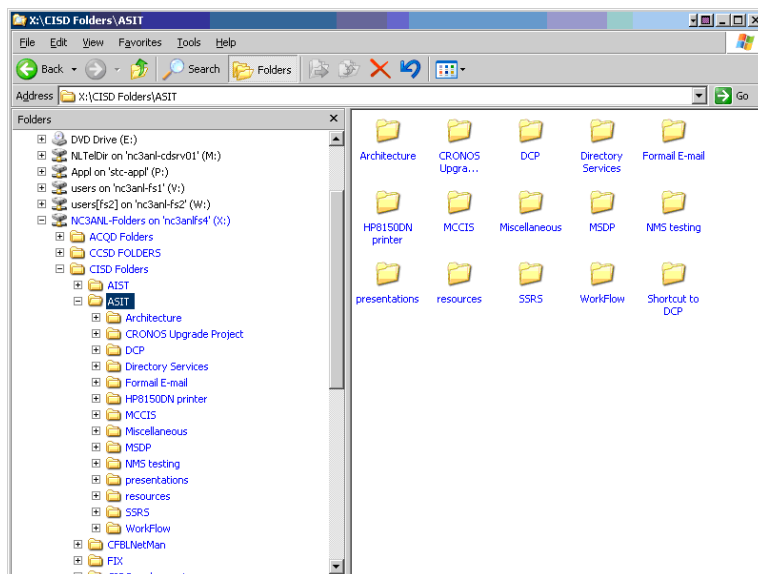 X:\CISD Folders\ASIT
File Edit View Favorites Tools Help
Back Search Folders
Address X:\CISD Folders\ASIT Go
Folders
DVD Drive (E:)
NLTelDir on 'nc3anl-cdsrv01' (M:)
Appl on 'stc-appl' (P:)
users on 'nc3anl-fs1' (V:)
users[fs2] on 'nc3anl-fs2' (W:)
NC3ANL-Folders on 'nc3anlfs4' (X:)
ACQD Folders
CCSD FOLDERS
CISD Folders
AIST
ASIT
Architecture
CRONOS Upgrade Project
DCP
Directory Services
Formail E-mail
HP8150DN printer
MCCIS
Miscellaneous
MSDP
NMS testing
presentations
resources
SSRS
WorkFlow
CFBLNetMan
FIX
Architecture
CRONOS
Upgra...
DCP
Directory
Services
Formail E-mail
HP8150DN
printer
MCCIS
Miscellaneous
MSDP
NMS testing
presentations
resources
SSRS
WorkFlow
Shortcut to
DCP